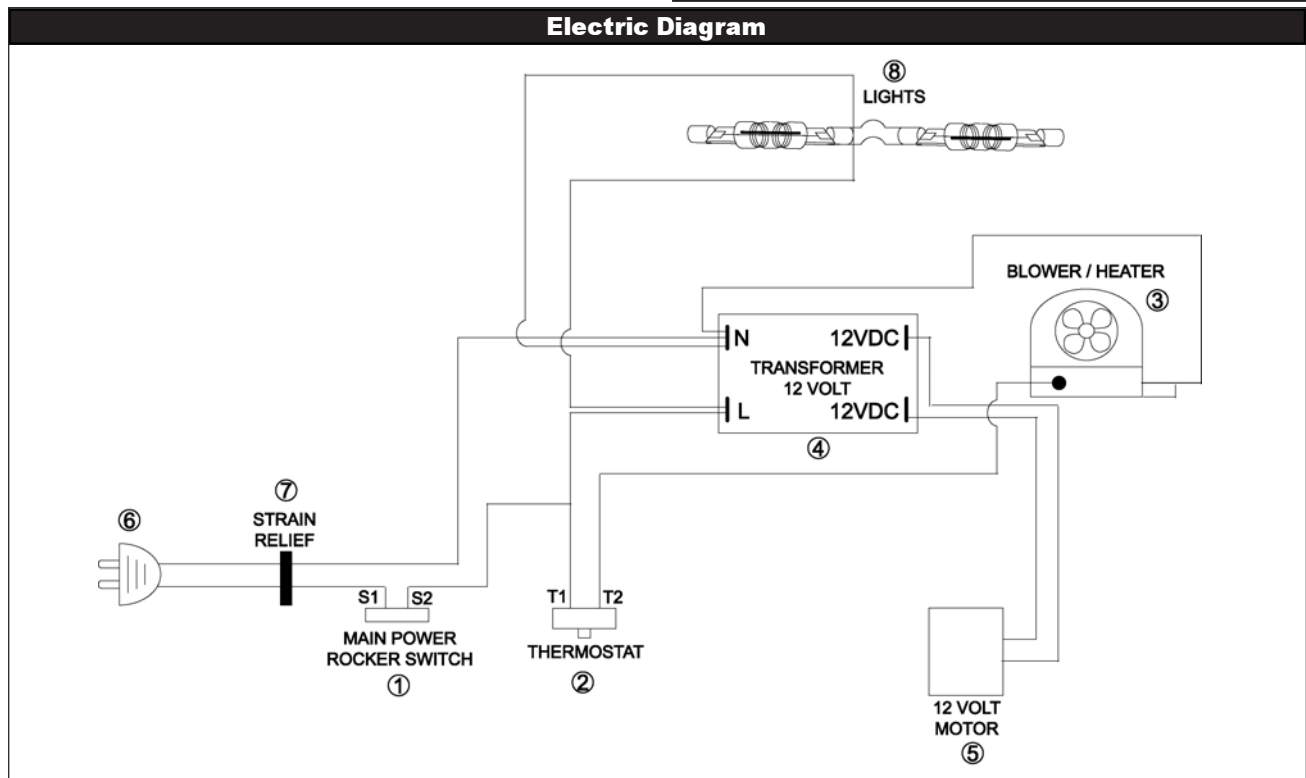 Electric Diagram
⑧
LIGHTS
BLOWER / HEATER
③
N
12VDC
TRANSFORMER
12 VOLT
L
12VDC
④
⑦
STRAIN
RELIEF
⑥
S1
S2
MAIN POWER
ROCKER SWITCH
①
T1
T2
THERMOSTAT
②
12 VOLT
MOTOR
⑤